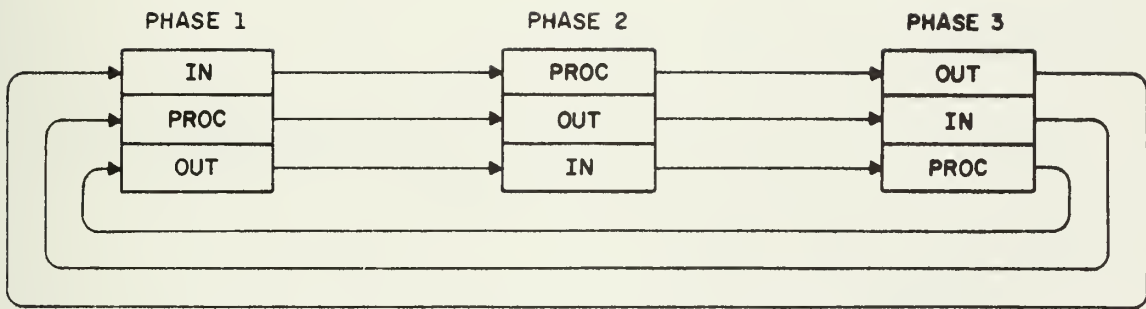 PHASE 1 PHASE 2 PHASE 3
IN PROC OUT
PROC OUT IN
OUT IN PROC